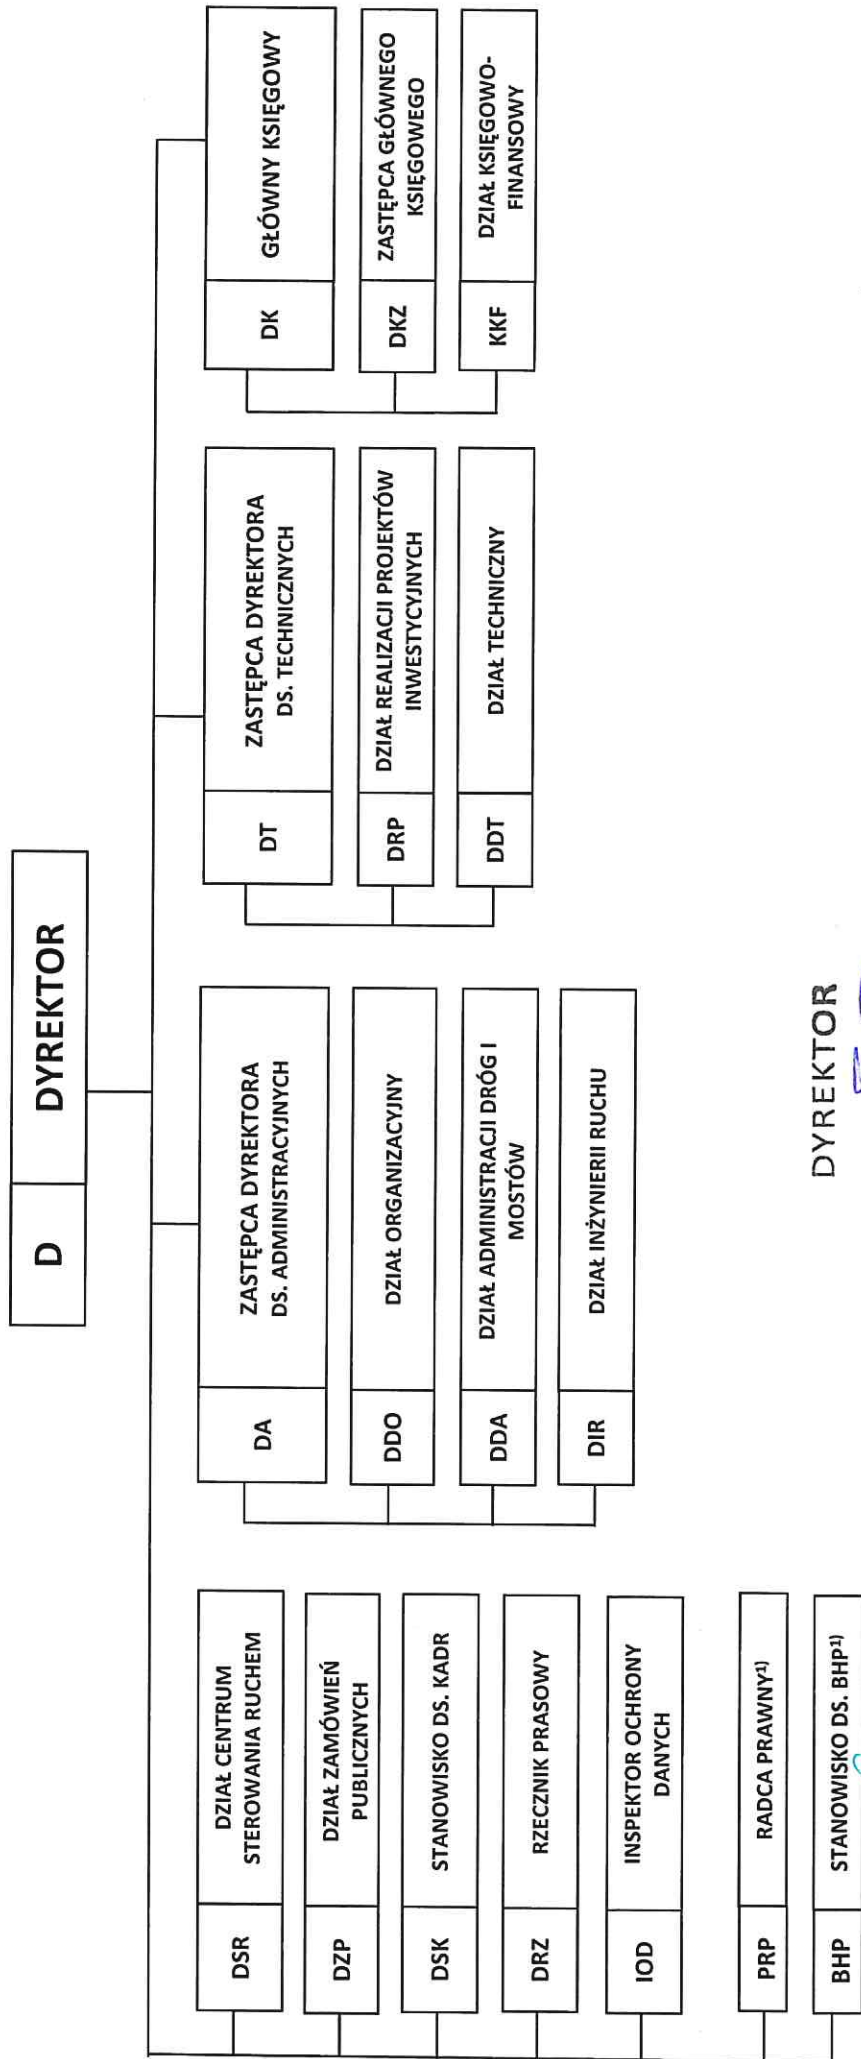 D
DYREKTOR
DSR
DZIAŁ CENTRUM
STEROWANIA RUCHEM
DZP
DZIAŁ ZAMÓWIEŃ
PUBLICZNYCH
DSK
STANOWISKO DS. KADR
DRZ
RZECZNIK PRASOWY
IOD
INSPEKTOR OCHRONY
DANYCH
PRP
RADCA PRAWNY¹⁾
BHP
STANOWISKO DS. BHP¹⁾
DA
ZASTĘPCA DYREKTORA
DS. ADMINISTRACYJNYCH
DDO
DZIAŁ ORGANIZACYJNY
DDA
DZIAŁ ADMINISTRACJI DRÓG I
MOSTÓW
DIR
DZIAŁ INŻYNIERII RUCHU
DT
ZASTĘPCA DYREKTORA
DS. TECHNICZNYCH
DRP
DZIAŁ REALIZACJI PROJEKTÓW
INWESTYCYJNYCH
DDT
DZIAŁ TECHNICZNY
DK
GŁÓWNY KSIĘGOWY
DKZ
ZASTĘPCA GŁÓWNEGO
KSIĘGOWEGO
KKF
DZIAŁ KSIĘGOWO-
FINANSOWY
DYREKTOR